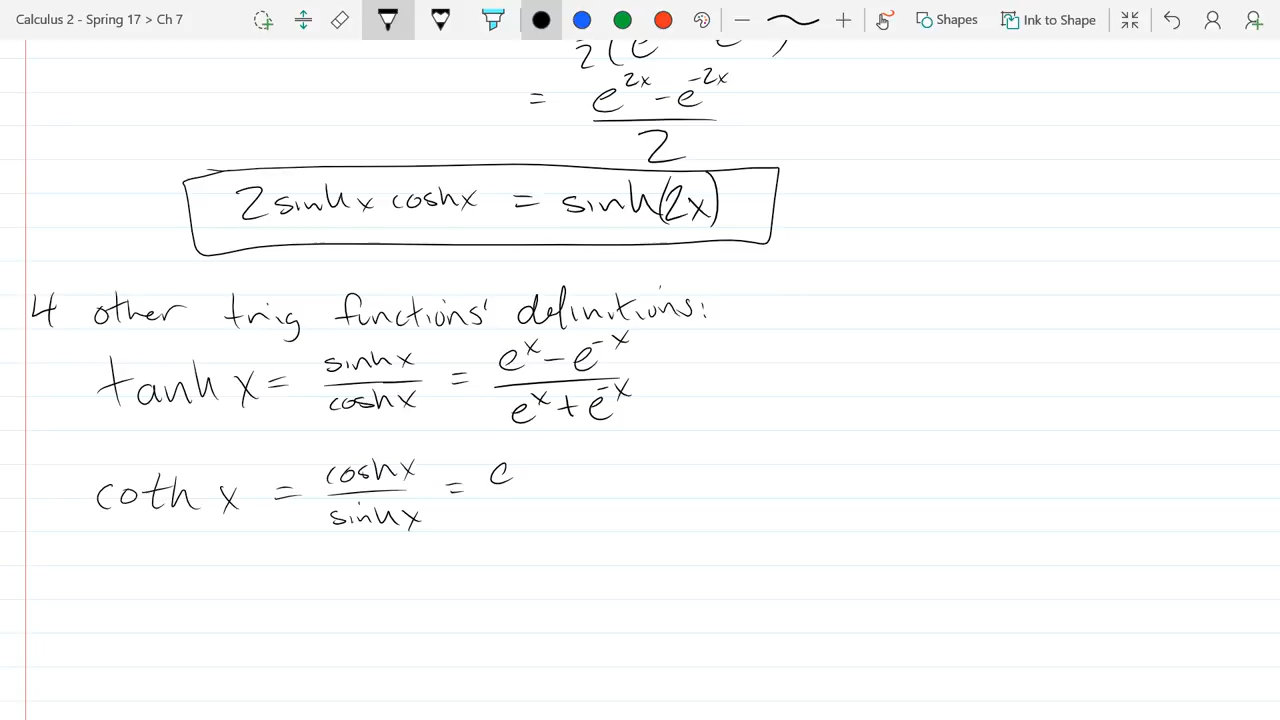 Calculus 2 - Spring 17 > Ch 7 Shapes Ink to Shape
2 ( e e )
= e^{2x} - e^{-2x} / 2
2 sinh x cosh x = sinh(2x)
4 other trig functions' definitions:
tanh x = sinh x / cosh x = e^x - e^{-x} / e^x + e^{-x}
coth x = cosh x / sinh x = e